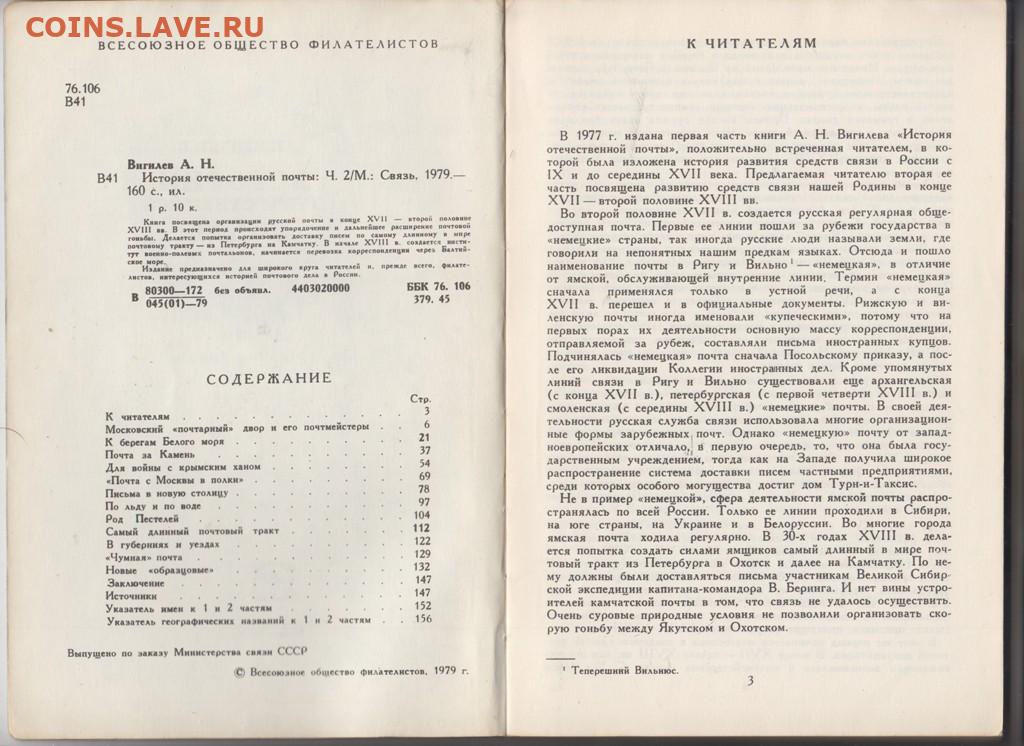 COINS.LAVE.RU
ВСЕСОЮЗНОЕ ОБЩЕСТВО ФИЛАТЕЛИСТОВ
76.106
В41
Вигилев А. Н.
В41 История отечественной почты: Ч. 2/М.: Связь, 1979.—
160 с., ил.
1 р. 10 к.
Книга посвящена организации русской почты в конце XVII — второй половине
XVIII вв. В этот период происходят упорядочение и дальнейшее расширение почтовой
гоньбы. Делается попытка организовать доставку писем по самому длинному в мире
почтовому тракту — из Петербурга на Камчатку. В начале XVIII в. создается инсти-
тут военно-полевых почтальонов, начинается перевозка корреспонденции через Балтий-
ское море.
Издание предназначено для широкого круга читателей и, прежде всего, филате-
листов, интересующихся историей почтового дела в России.
В 80300—172 без объявл. 4403020000 ББК 76. 106
045(01)—79 379. 45
СОДЕРЖАНИЕ
Стр.
К читателям . . . . . . . . . . . . . 3
Московский «почтарный» двор и его почтмейстеры . . 6
К берегам Белого моря . . . . . . . . . . 21
Почта за Камень . . . . . . . . . . . 37
Для войны с крымским ханом . . . . . . . . 54
«Почта с Москвы в полки» . . . . . . . . . 69
Письма в новую столицу . . . . . . . . . . 78
По льду и по воде . . . . . . . . . . . 97
Род Пестелей . . . . . . . . . . . . 104
Самый длинный почтовый тракт . . . . . . . 112
В губерниях и уездах . . . . . . . . . . 122
«Чумная» почта . . . . . . . . . . . . 129
Новые «образцовые» . . . . . . . . . . 132
Заключение . . . . . . . . . . . . . 147
Источники . . . . . . . . . . . . . 147
Указатель имен к 1 и 2 частям . . . . . . . 152
Указатель географических названий к 1 и 2 частям . . 156
Выпущено по заказу Министерства связи СССР
© Всесоюзное общество филателистов, 1979 г.
К ЧИТАТЕЛЯМ
В 1977 г. издана первая часть книги А. Н. Вигилева «История
отечественной почты», положительно встреченная читателем, в ко-
торой была изложена история развития средств связи в России с
IX и до середины XVII века. Предлагаемая читателю вторая ее
часть посвящена развитию средств связи нашей Родины в конце
XVII — второй половине XVIII вв.
Во второй половине XVII в. создается русская регулярная обще-
доступная почта. Первые ее линии пошли за рубежи государства в
«немецкие» страны, так иногда русские люди называли земли, где
говорили на непонятных нашим предкам языках. Отсюда и пошло
наименование почты в Ригу и Вильно¹ — «немецкая», в отличие
от ямской, обслуживающей внутренние линии. Термин «немецкая»
сначала применялся только в устной речи, а с конца
XVII в. перешел и в официальные документы. Рижскую и ви-
ленскую почты иногда именовали «купеческими», потому что на
первых порах их деятельности основную массу корреспонденции,
отправляемой за рубеж, составляли письма иностранных купцов.
Подчинялась «немецкая» почта сначала Посольскому приказу, а пос-
ле его ликвидации Коллегии иностранных дел. Кроме упомянутых
линий связи в Ригу и Вильно существовали еще архангельская
(с конца XVII в.), петербургская (с первой четверти XVIII в.) и
смоленская (с середины XVIII в.) «немецкие» почты. В своей дея-
тельности русская служба связи использовала многие организацион-
ные формы зарубежных почт. Однако «немецкую» почту от запад-
ноевропейских отличало, в первую очередь, то, что она была госу-
дарственным учреждением, тогда как на Западе получила широкое
распространение система доставки писем частными предприятиями,
среди которых особого могущества достиг дом Турн-и-Таксис.
Не в пример «немецкой», сфера деятельности ямской почты распро-
странялась по всей России. Только ее линии проходили в Сибири,
на юге страны, на Украине и в Белоруссии. Во многие города
ямская почта ходила регулярно. В 30-х годах XVIII в. дела-
ется попытка создать силами ямщиков самый длинный в мире поч-
товый тракт из Петербурга в Охотск и далее на Камчатку. По не-
му должны были доставляться письма участникам Великой Сибир-
ской экспедиции капитана-командора В. Беринга. И нет вины устро-
ителей камчатской почты в том, что связь не удалось осуществить.
Очень суровые природные условия не позволили организовать ско-
рую гоньбу между Якутском и Охотском.
¹ Теперешний Вильнюс.
3